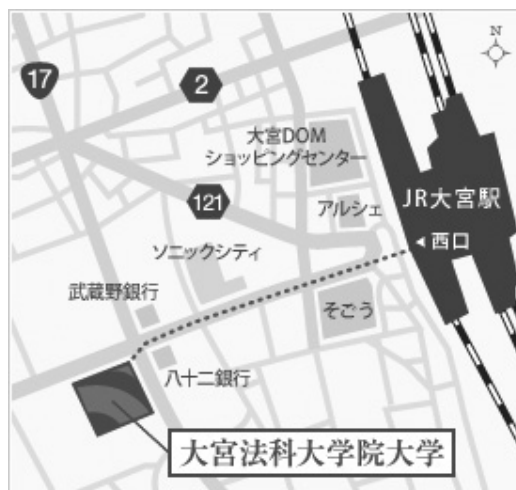 N
17
2
大宮DOM
ショッピングセンター
JR大宮駅
121
アルシェ
◀ 西口
ソニックシティ
武蔵野銀行
そごう
八十二銀行
大宮法科大学院大学